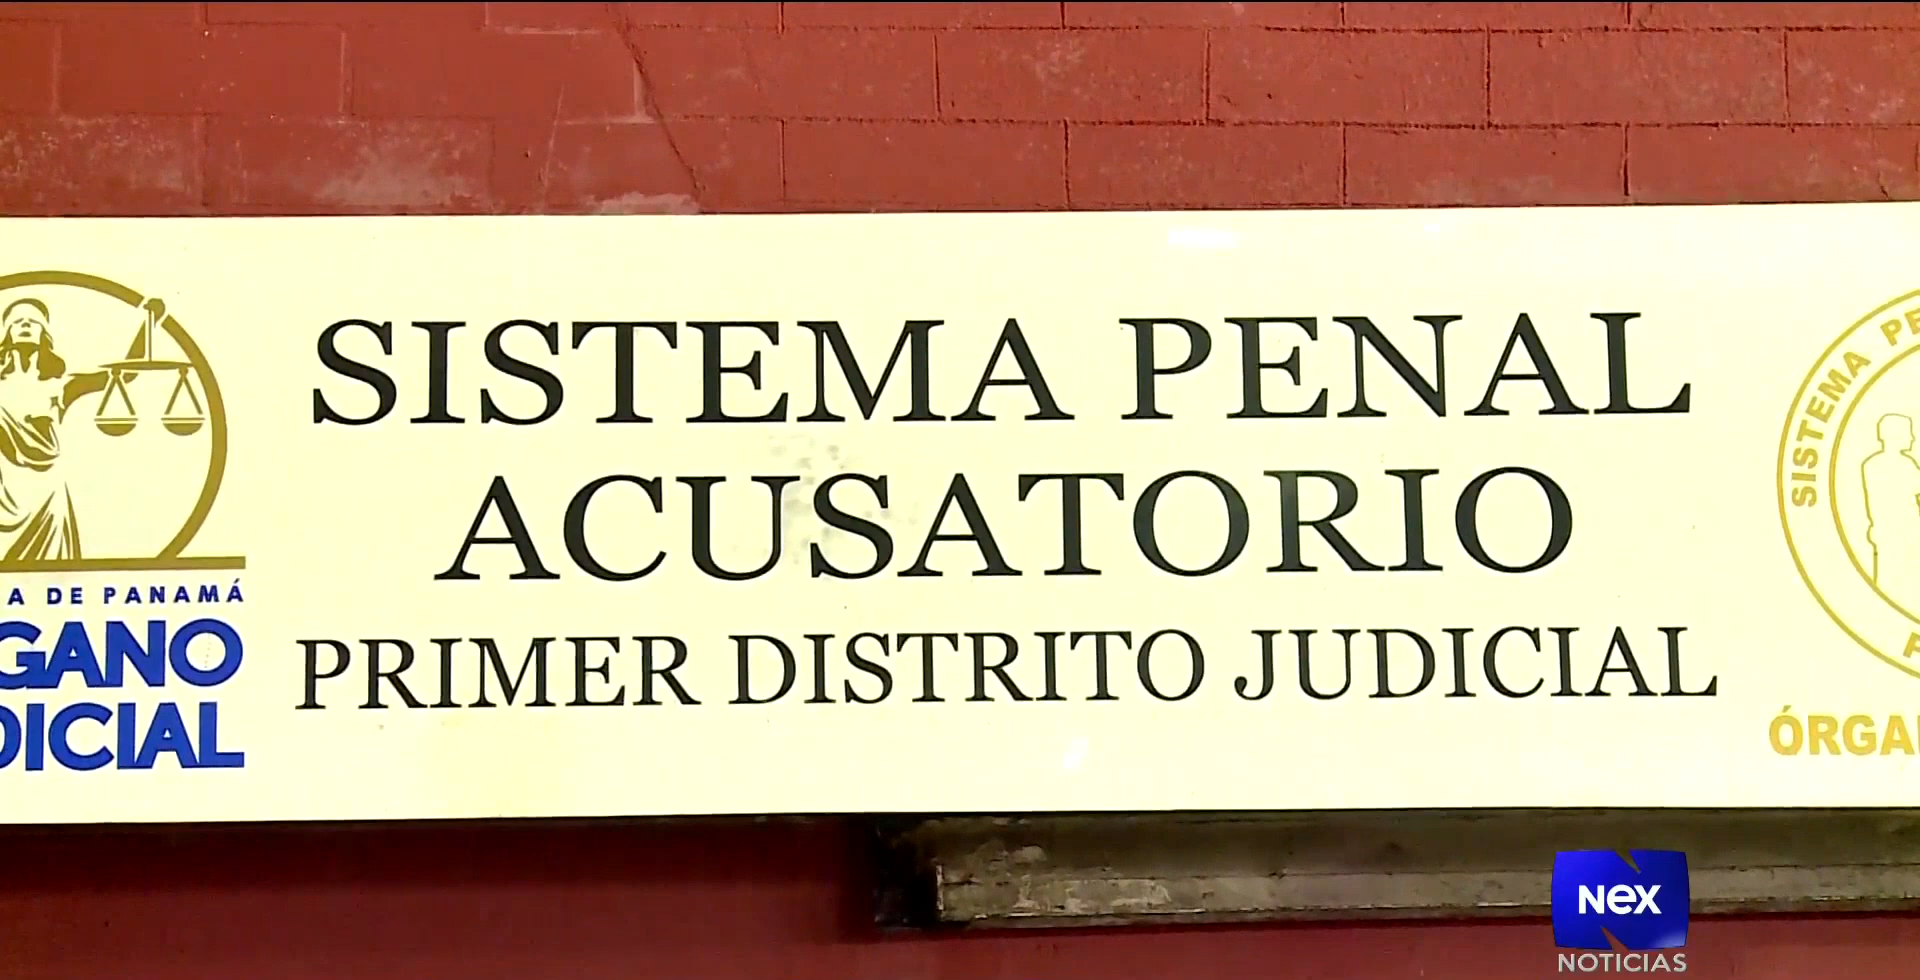 SISTEMA PENAL
ACUSATORIO
PRIMER DISTRITO JUDICIAL
A DE PANAMÁ
GANO
DICIAL
SISTEMA PE
ÓRGA
nex
NOTICIAS